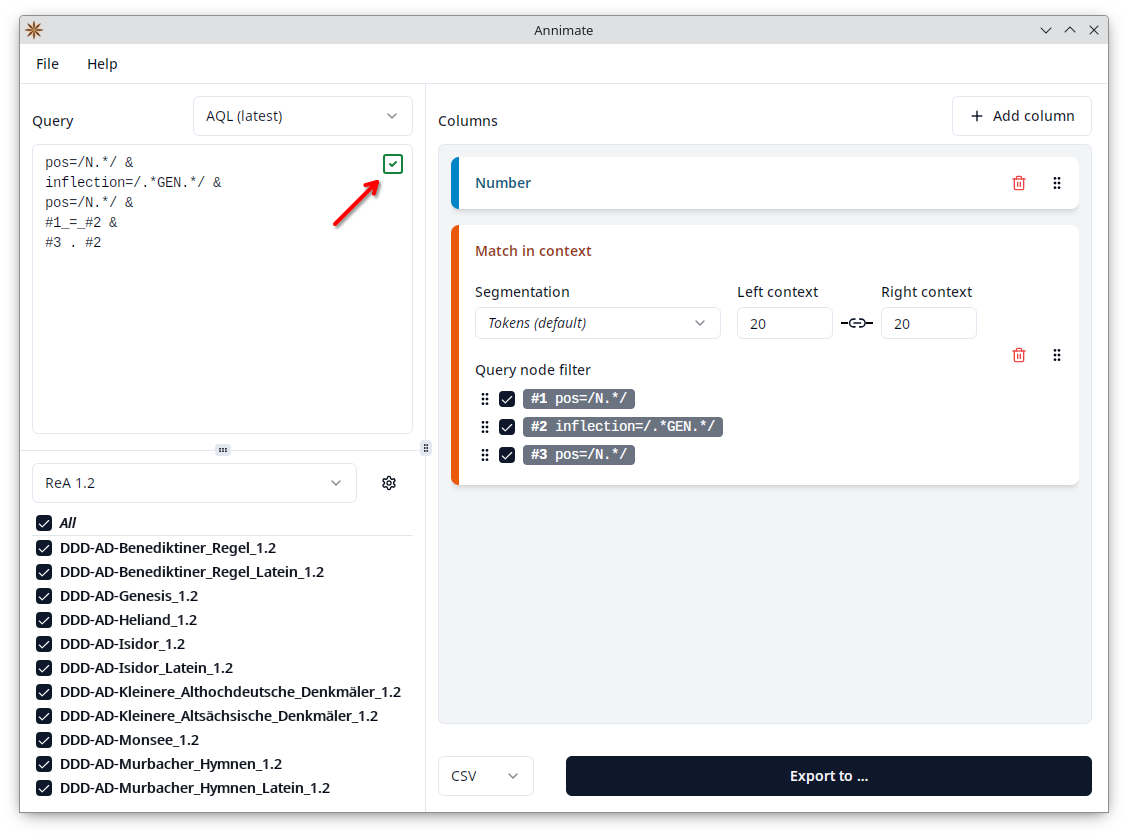 Annimate
File Help
Query
AQL (latest)
pos=/N.*/ &
inflection=/.*GEN.*/ &
pos=/N.*/ &
#1_=_#2 &
#3 . #2
ReA 1.2
All
DDD-AD-Benediktiner_Regel_1.2
DDD-AD-Benediktiner_Regel_Latein_1.2
DDD-AD-Genesis_1.2
DDD-AD-Heliand_1.2
DDD-AD-Isidor_1.2
DDD-AD-Isidor_Latein_1.2
DDD-AD-Kleinere_Althochdeutsche_Denkmäler_1.2
DDD-AD-Kleinere_Altsächsische_Denkmäler_1.2
DDD-AD-Monsee_1.2
DDD-AD-Murbacher_Hymnen_1.2
DDD-AD-Murbacher_Hymnen_Latein_1.2
Columns
+ Add column
Number
Match in context
Segmentation
Tokens (default)
Left context
20
Right context
20
Query node filter
#1 pos=/N.*/
#2 inflection=/.*GEN.*/
#3 pos=/N.*/
CSV
Export to ...